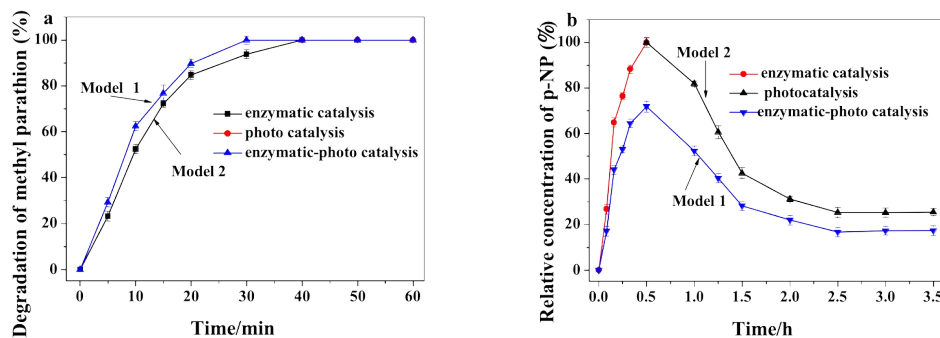 a
Degradation of methyl parathion (%)
100
80
60
40
20
0
Model 1
Model 2
enzymatic catalysis
photo catalysis
enzymatic-photo catalysis
0 10 20 30 40 50 60
Time/min
b
Relative concentration of p-NP (%)
100
80
60
40
20
0
Model 2
enzymatic catalysis
photocatalysis
enzymatic-photo catalysis
Model 1
0.0 0.5 1.0 1.5 2.0 2.5 3.0 3.5
Time/h